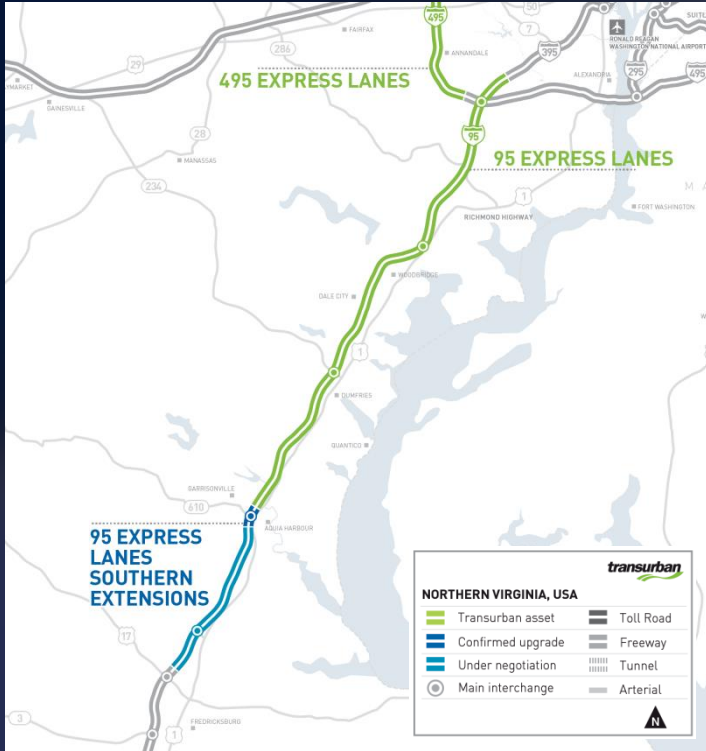 495
50
7
SUITL
FAIRFAX
286
395
RONALD REAGAN
WASHINGTON NATIONAL AIRPORT
29
ANNANDALE
495 EXPRESS LANES
ALEXANDRIA
295
495
YMARKET
GAINESVILLE
95
28
MANASSAS
95 EXPRESS LANES
234
1
M A
FORT WASHINGTON
RICHMOND HIGHWAY
WOODBRIDGE
DALE CITY
W
1
DUMFRIES
QUANTICO
GARRISONVILLE
610
AQUIA HARBOUR
95 EXPRESS
LANES
SOUTHERN
EXTENSIONS
17
3
1
FREDRICKSBURG
transurban
NORTHERN VIRGINIA, USA
Transurban asset
Toll Road
Confirmed upgrade
Freeway
Under negotiation
Tunnel
Main interchange
Arterial
N